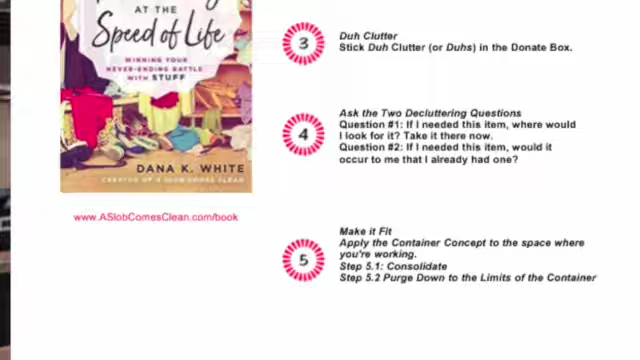 AT THE
Speed of Life
WINNING YOUR
NEVER-ENDING BATTLE
WITH STUFF
DANA K. WHITE
CREATOR OF A SLOB COMES CLEAN
www.ASlobComesClean.com/book
3
Duh Clutter
Stick Duh Clutter (or Duhs) in the Donate Box.
4
Ask the Two Decluttering Questions
Question #1: If I needed this item, where would
I look for it? Take it there now.
Question #2: If I needed this item, would it
occur to me that I already had one?
5
Make it Fit
Apply the Container Concept to the space where
you're working.
Step 5.1: Consolidate
Step 5.2 Purge Down to the Limits of the Container